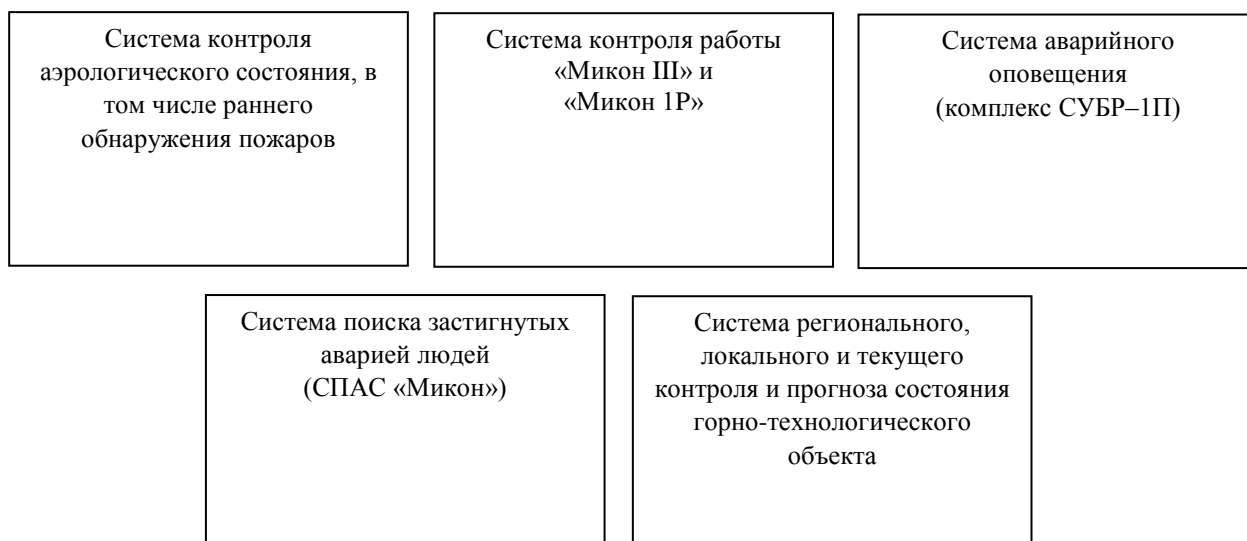 Система контроля
аэрологического состояния, в
том числе раннего
обнаружения пожаров
Система контроля работы
«Микон III» и
«Микон 1Р»
Система аварийного
оповещения
(комплекс СУБР–1П)
Система поиска застигнутых
аварией людей
(СПАС «Микон»)
Система регионального,
локального и текущего
контроля и прогноза состояния
горно-технологического
объекта